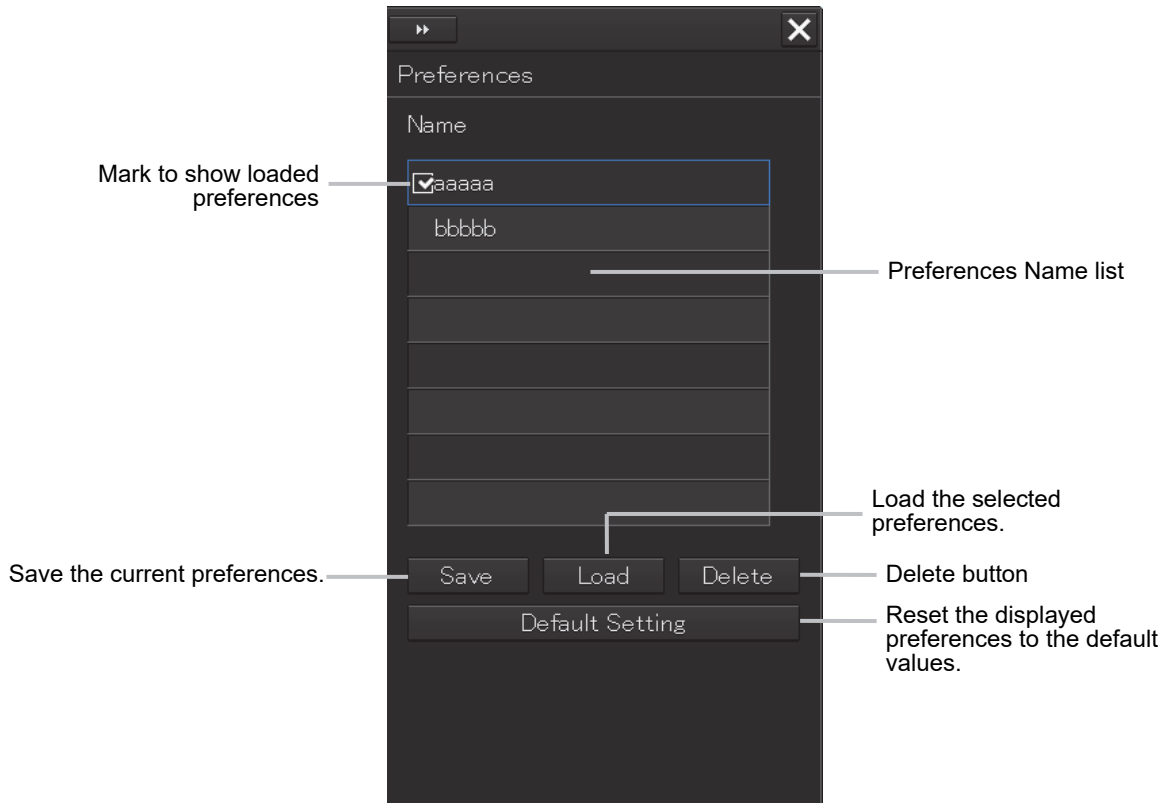 Preferences
Name
Mark to show loaded
preferences
aaaaa
bbbbb
Preferences Name list
Load the selected
preferences.
Save the current preferences.
Save
Load
Delete
Delete button
Default Setting
Reset the displayed
preferences to the default
values.